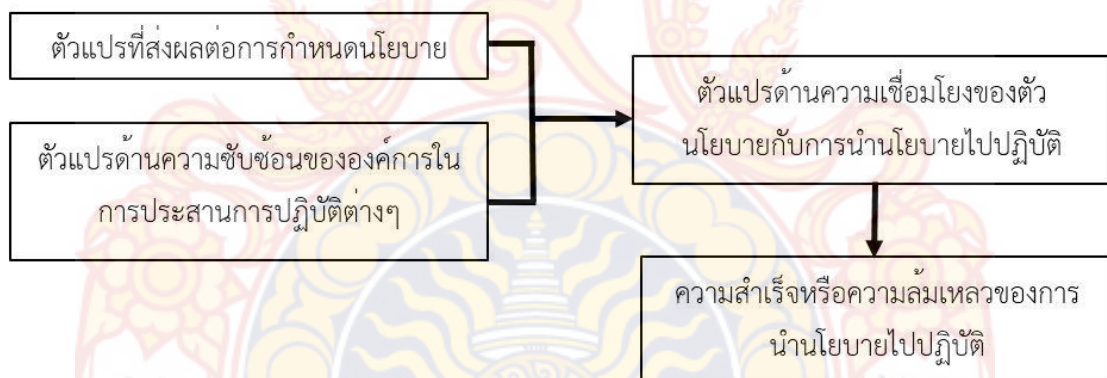 ตัวแปรที่ส่งผลต่อการกำหนดนโยบาย
ตัวแปรด้านความซับซ้อนขององค์การใน
การประสานการปฏิบัติต่างๆ
ตัวแปรด้านความเชื่อมโยงของตัว
นโยบายกับการนำนโยบายไปปฏิบัติ
ความสำเร็จหรือความล้มเหลวของการ
นำนโยบายไปปฏิบัติ